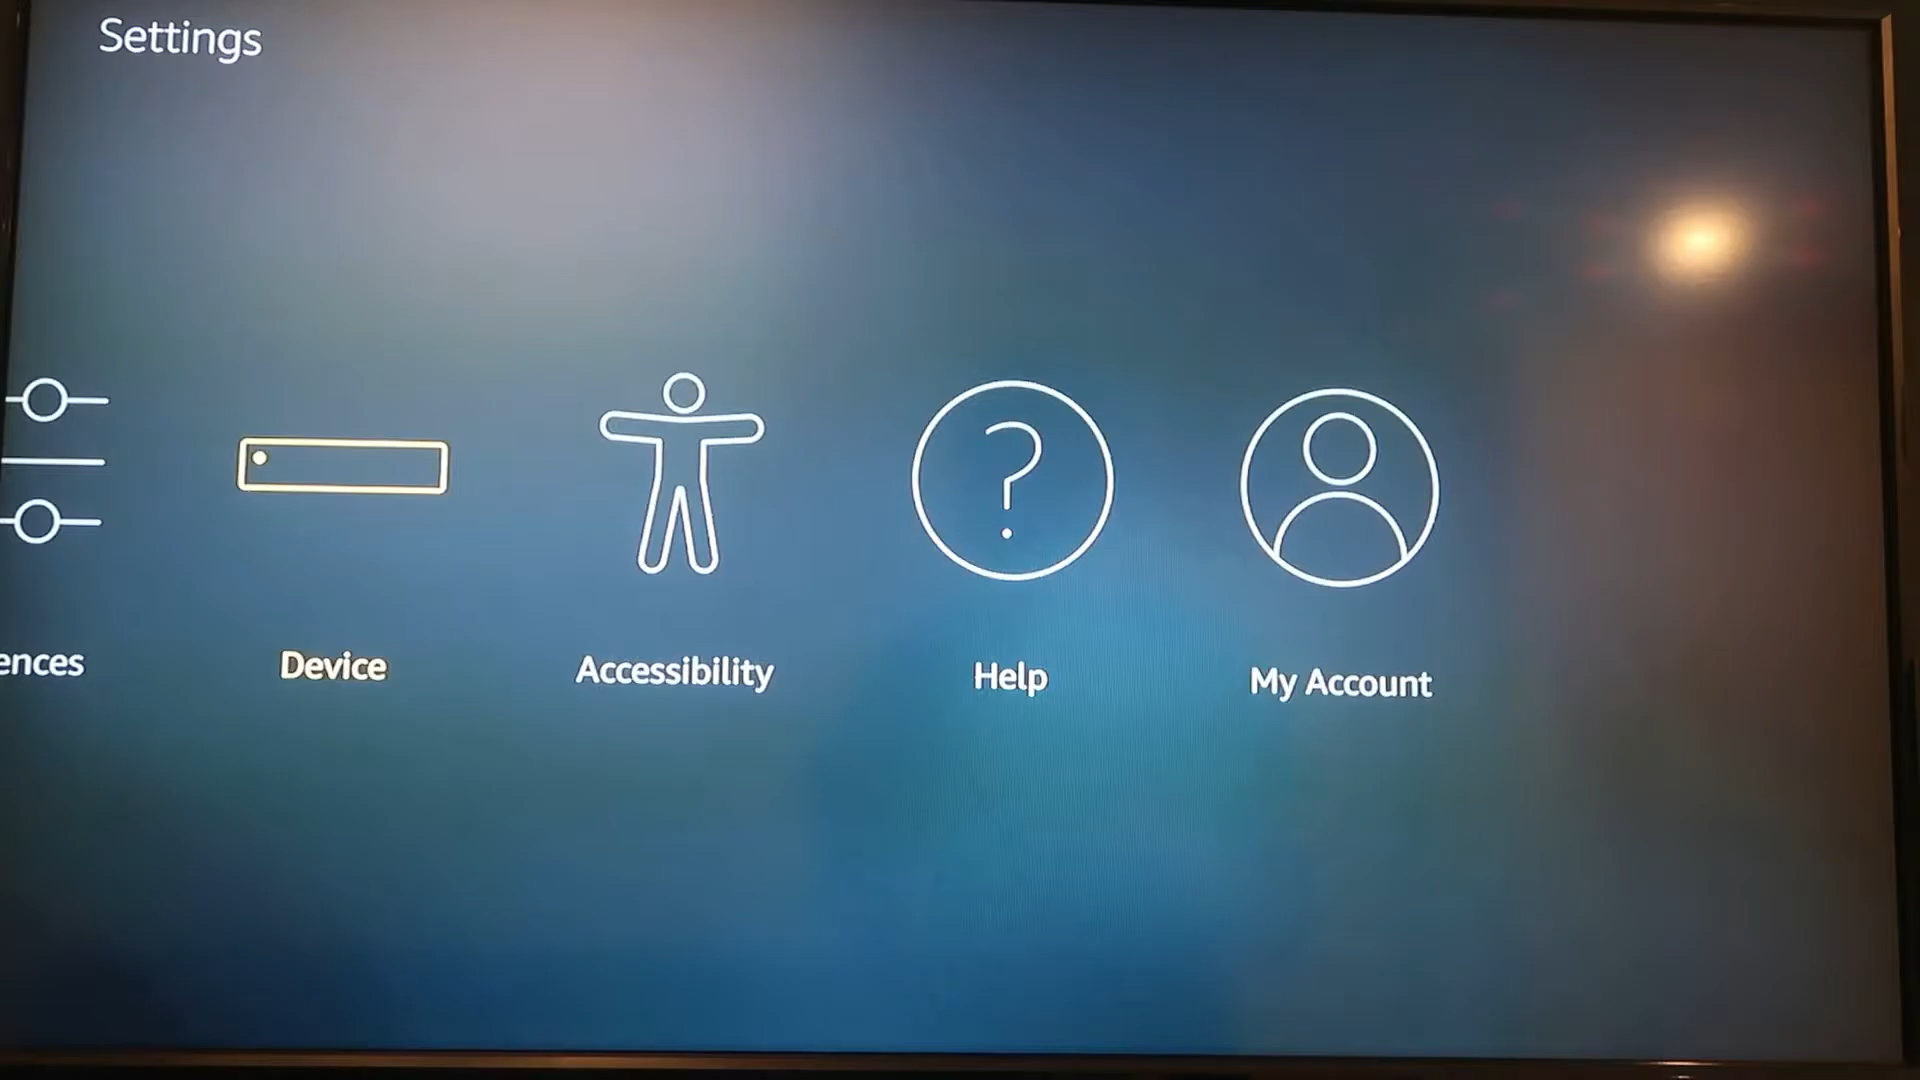 Settings
ences
Device
Accessibility
Help
My Account